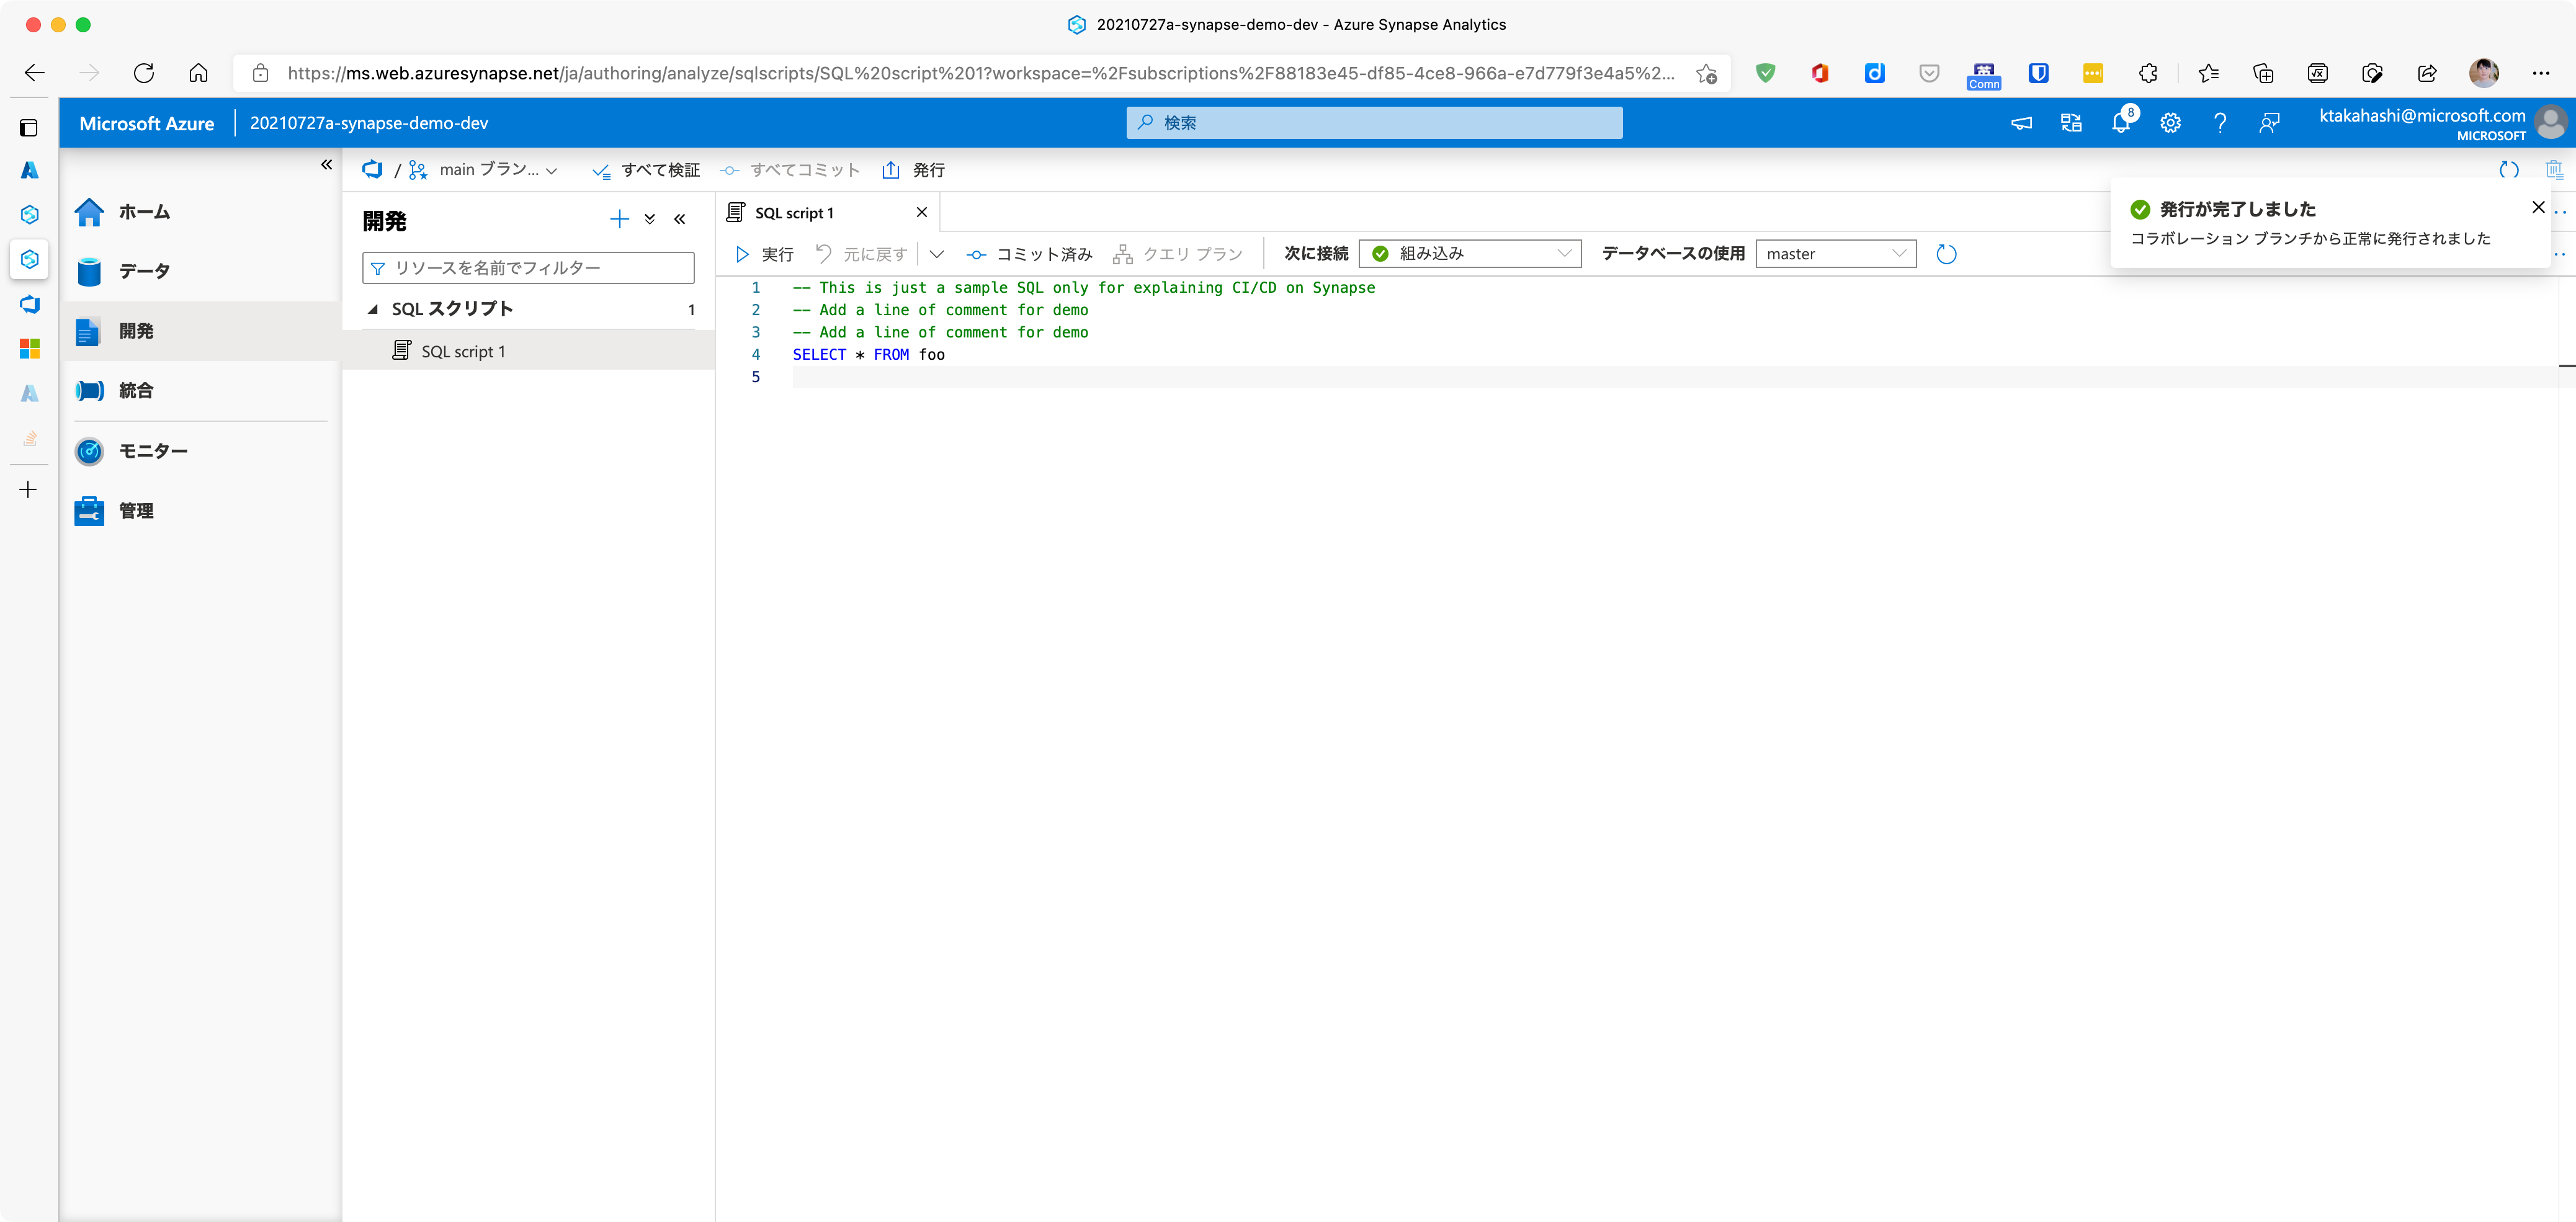 20210727a-synapse-demo-dev - Azure Synapse Analytics
https://ms.web.azuresynapse.net/ja/authoring/analyze/sqlscripts/SQL%20script%201?workspace=%2Fsubscriptions%2F88183e45-df85-4ce8-966a-e7d779f3e4a5%2...
Comn
Microsoft Azure
20210727a-synapse-demo-dev
検索
8
ktakahashi@microsoft.com
MICROSOFT
ホーム
データ
開発
統合
モニター
管理
/ main ブラン...
すべて検証
すべてコミット
発行
開発
リソースを名前でフィルター
SQL スクリプト 1
SQL script 1
SQL script 1
発行が完了しました
コラボレーション ブランチから正常に発行されました
実行
元に戻す
コミット済み
クエリ プラン
次に接続
組み込み
データベースの使用
master
1 -- This is just a sample SQL only for explaining CI/CD on Synapse
2 -- Add a line of comment for demo
3 -- Add a line of comment for demo
4 SELECT * FROM foo
5